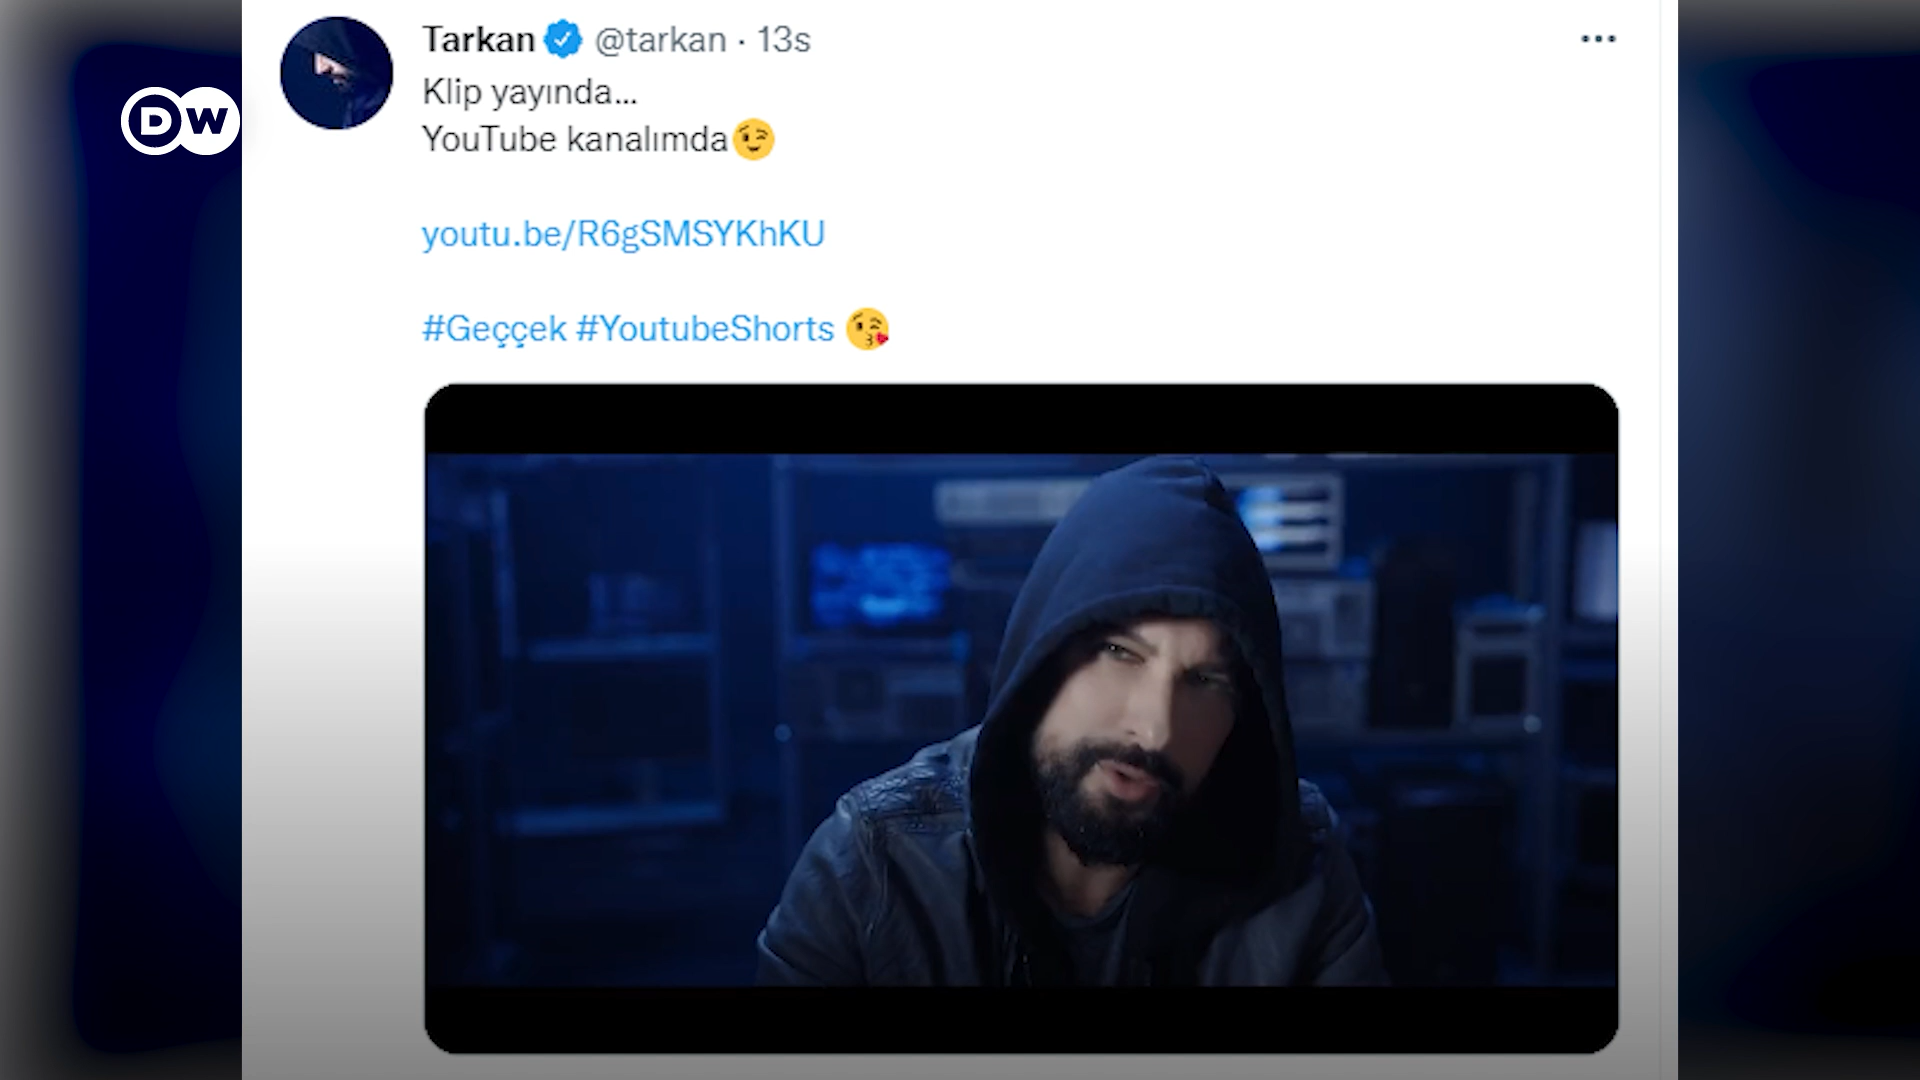 DW
Tarkan @tarkan · 13s
Klip yayında...
YouTube kanalımda😉
youtu.be/R6gSMSYKhKU
#Geççek #YoutubeShorts 😘